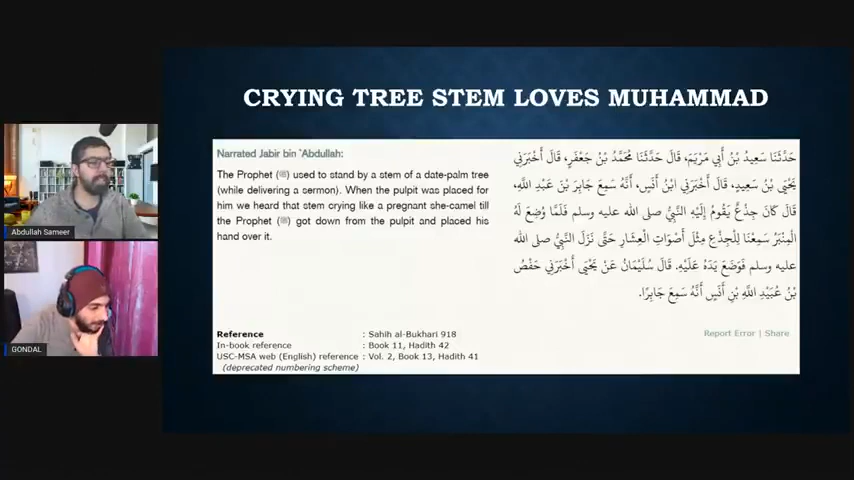 CRYING TREE STEM LOVES MUHAMMAD
Narrated Jabir bin `Abdullah:
The Prophet (ﷺ) used to stand by a stem of a date-palm tree
(while delivering a sermon). When the pulpit was placed for
him we heard that stem crying like a pregnant she-camel till
the Prophet (ﷺ) got down from the pulpit and placed his
hand over it.
حَدَّثَنَا سَعِيدُ بْنُ أَبِي مَرْيَمَ، قَالَ حَدَّثَنَا مُحَمَّدُ بْنُ جَعْفَرٍ، قَالَ أَخْبَرَنِي
يَحْيَى بْنُ سَعِيدٍ، قَالَ أَخْبَرَنِي ابْنُ أَنَسٍ، أَنَّهُ سَمِعَ جَابِرَ بْنَ عَبْدِ اللَّهِ،
قَالَ كَانَ جِذْعٌ يَقُومُ إِلَيْهِ النَّبِيُّ صلى الله عليه وسلم فَلَمَّا وُضِعَ لَهُ
الْمِنْبَرُ سَمِعْنَا لِلْجِذْعِ مِثْلَ أَصْوَاتِ الْعِشَارِ حَتَّى نَزَلَ النَّبِيُّ صلى الله
عليه وسلم فَوَضَعَ يَدَهُ عَلَيْهِ. قَالَ سُلَيْمَانُ عَنْ يَحْيَى أَخْبَرَنِي حَفْصُ
بْنُ عُبَيْدِ اللَّهِ بْنِ أَنَسٍ أَنَّهُ سَمِعَ جَابِرًا.
Reference : Sahih al-Bukhari 918
In-book reference : Book 11, Hadith 42
USC-MSA web (English) reference : Vol. 2, Book 13, Hadith 41
(deprecated numbering scheme)
Report Error | Share
Abdullah Sameer
GONDAL